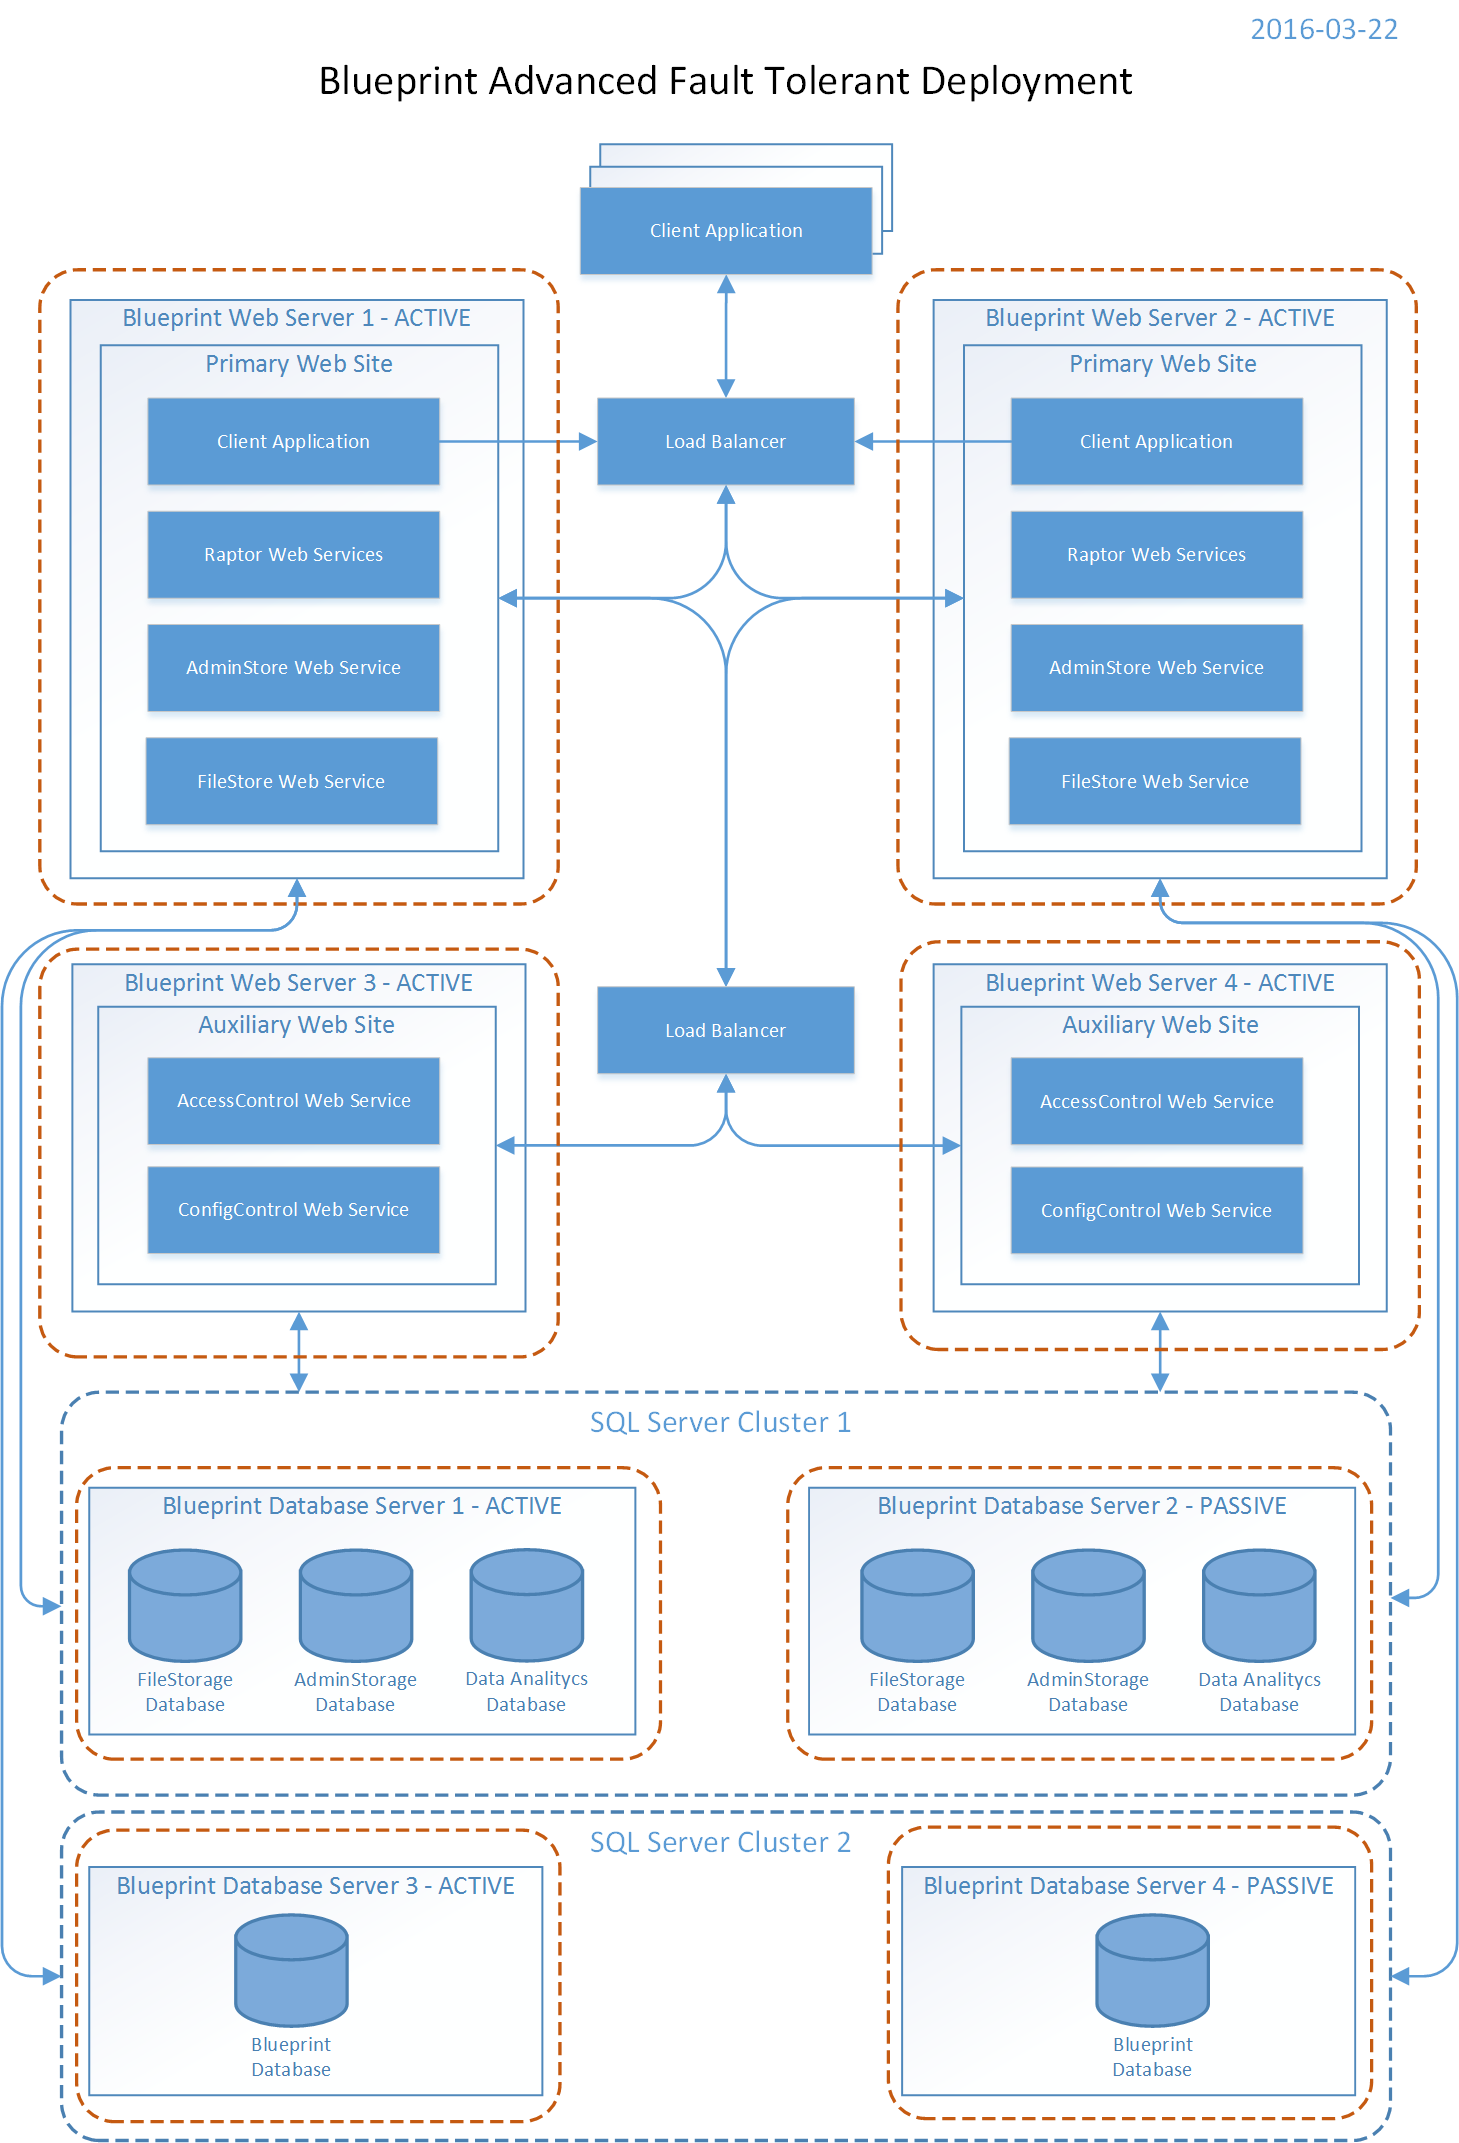 2016-03-22
Blueprint Advanced Fault Tolerant Deployment
Client Application
Blueprint Web Server 1 - ACTIVE
Primary Web Site
Client Application
Raptor Web Services
AdminStore Web Service
FileStore Web Service
Load Balancer
Blueprint Web Server 2 - ACTIVE
Primary Web Site
Client Application
Raptor Web Services
AdminStore Web Service
FileStore Web Service
Blueprint Web Server 3 - ACTIVE
Auxiliary Web Site
AccessControl Web Service
ConfigControl Web Service
Load Balancer
Blueprint Web Server 4 - ACTIVE
Auxiliary Web Site
AccessControl Web Service
ConfigControl Web Service
SQL Server Cluster 1
Blueprint Database Server 1 - ACTIVE
FileStorage
Database
AdminStorage
Database
Data Analitycs
Database
Blueprint Database Server 2 - PASSIVE
FileStorage
Database
AdminStorage
Database
Data Analitycs
Database
SQL Server Cluster 2
Blueprint Database Server 3 - ACTIVE
Blueprint
Database
Blueprint Database Server 4 - PASSIVE
Blueprint
Database